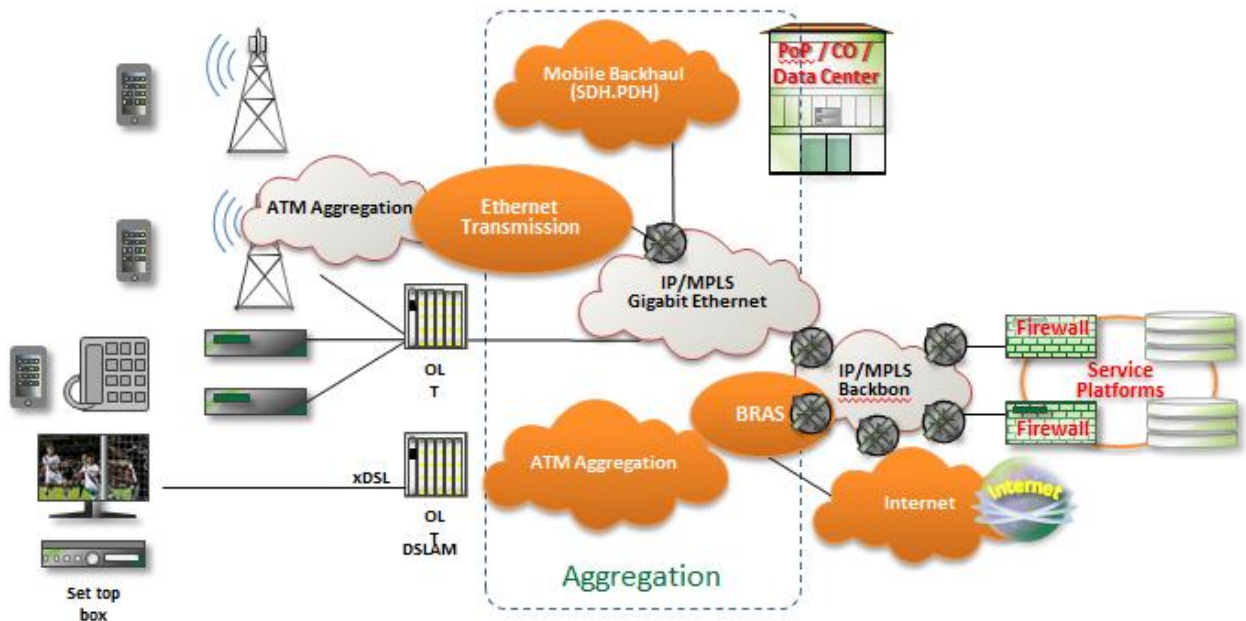 Mobile Backhaul
(SDH.PDH)
PoP / CO /
Data Center
ATM Aggregation
Ethernet
Transmission
IP/MPLS
Gigabit Ethernet
OL
T
Firewall
IP/MPLS
Backbon
Service
Platforms
BRAS
Firewall
ATM Aggregation
xDSL
OL
T
DSLAM
Internet
Internet
Aggregation
Set top
box